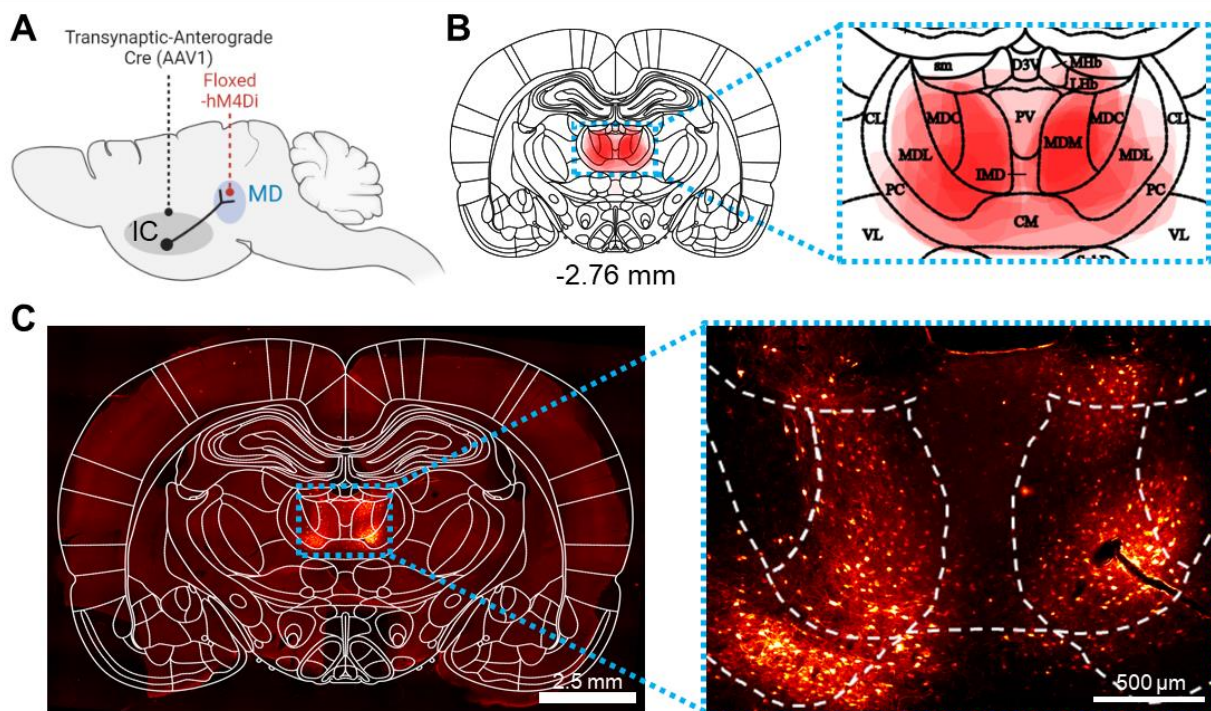 A
Transynaptic-Anterograde
Cre (AAV1)
Floxed
-hM4Di
MD
IC
B
-2.76 mm
sm
D3V
MHb
LHb
CL
MDC
PV
MDC
CL
MDL
MDM
MDL
IMD
PC
PC
CM
VL
VL
C
2.5 mm
500 µm